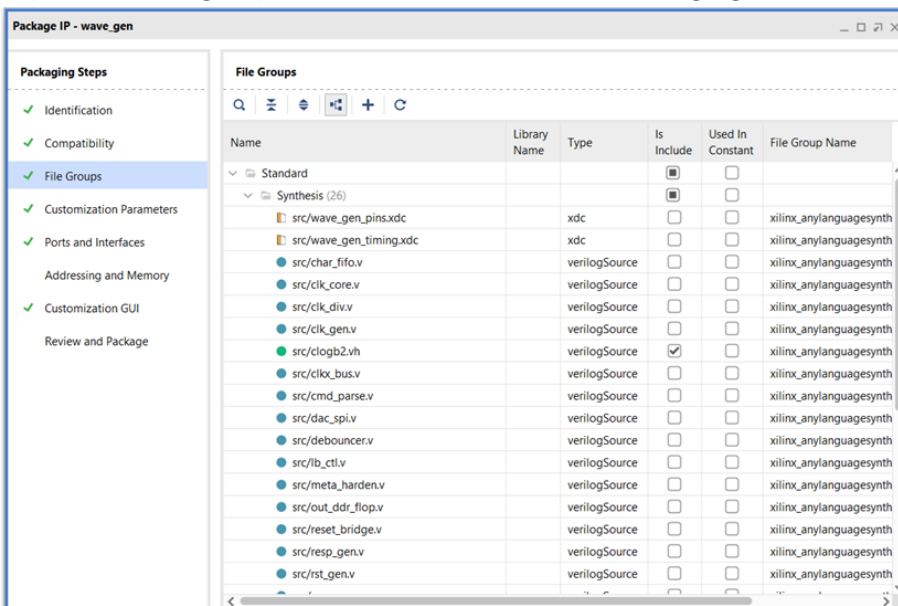 Package IP - wave_gen
Packaging Steps
Identification
Compatibility
File Groups
Customization Parameters
Ports and Interfaces
Addressing and Memory
Customization GUI
Review and Package
File Groups
Name Library Name Type Is Include Used In Constant File Group Name
Standard
Synthesis (26)
src/wave_gen_pins.xdc xdc xilinx_anylanguagesynth
src/wave_gen_timing.xdc xdc xilinx_anylanguagesynth
src/char_fifo.v verilogSource xilinx_anylanguagesynth
src/clk_core.v verilogSource xilinx_anylanguagesynth
src/clk_div.v verilogSource xilinx_anylanguagesynth
src/clk_gen.v verilogSource xilinx_anylanguagesynth
src/clogb2.vh verilogSource xilinx_anylanguagesynth
src/clkx_bus.v verilogSource xilinx_anylanguagesynth
src/cmd_parse.v verilogSource xilinx_anylanguagesynth
src/dac_spi.v verilogSource xilinx_anylanguagesynth
src/debouncer.v verilogSource xilinx_anylanguagesynth
src/lb_ctl.v verilogSource xilinx_anylanguagesynth
src/meta_harden.v verilogSource xilinx_anylanguagesynth
src/out_ddr_flop.v verilogSource xilinx_anylanguagesynth
src/reset_bridge.v verilogSource xilinx_anylanguagesynth
src/resp_gen.v verilogSource xilinx_anylanguagesynth
src/rst_gen.v verilogSource xilinx_anylanguagesynth